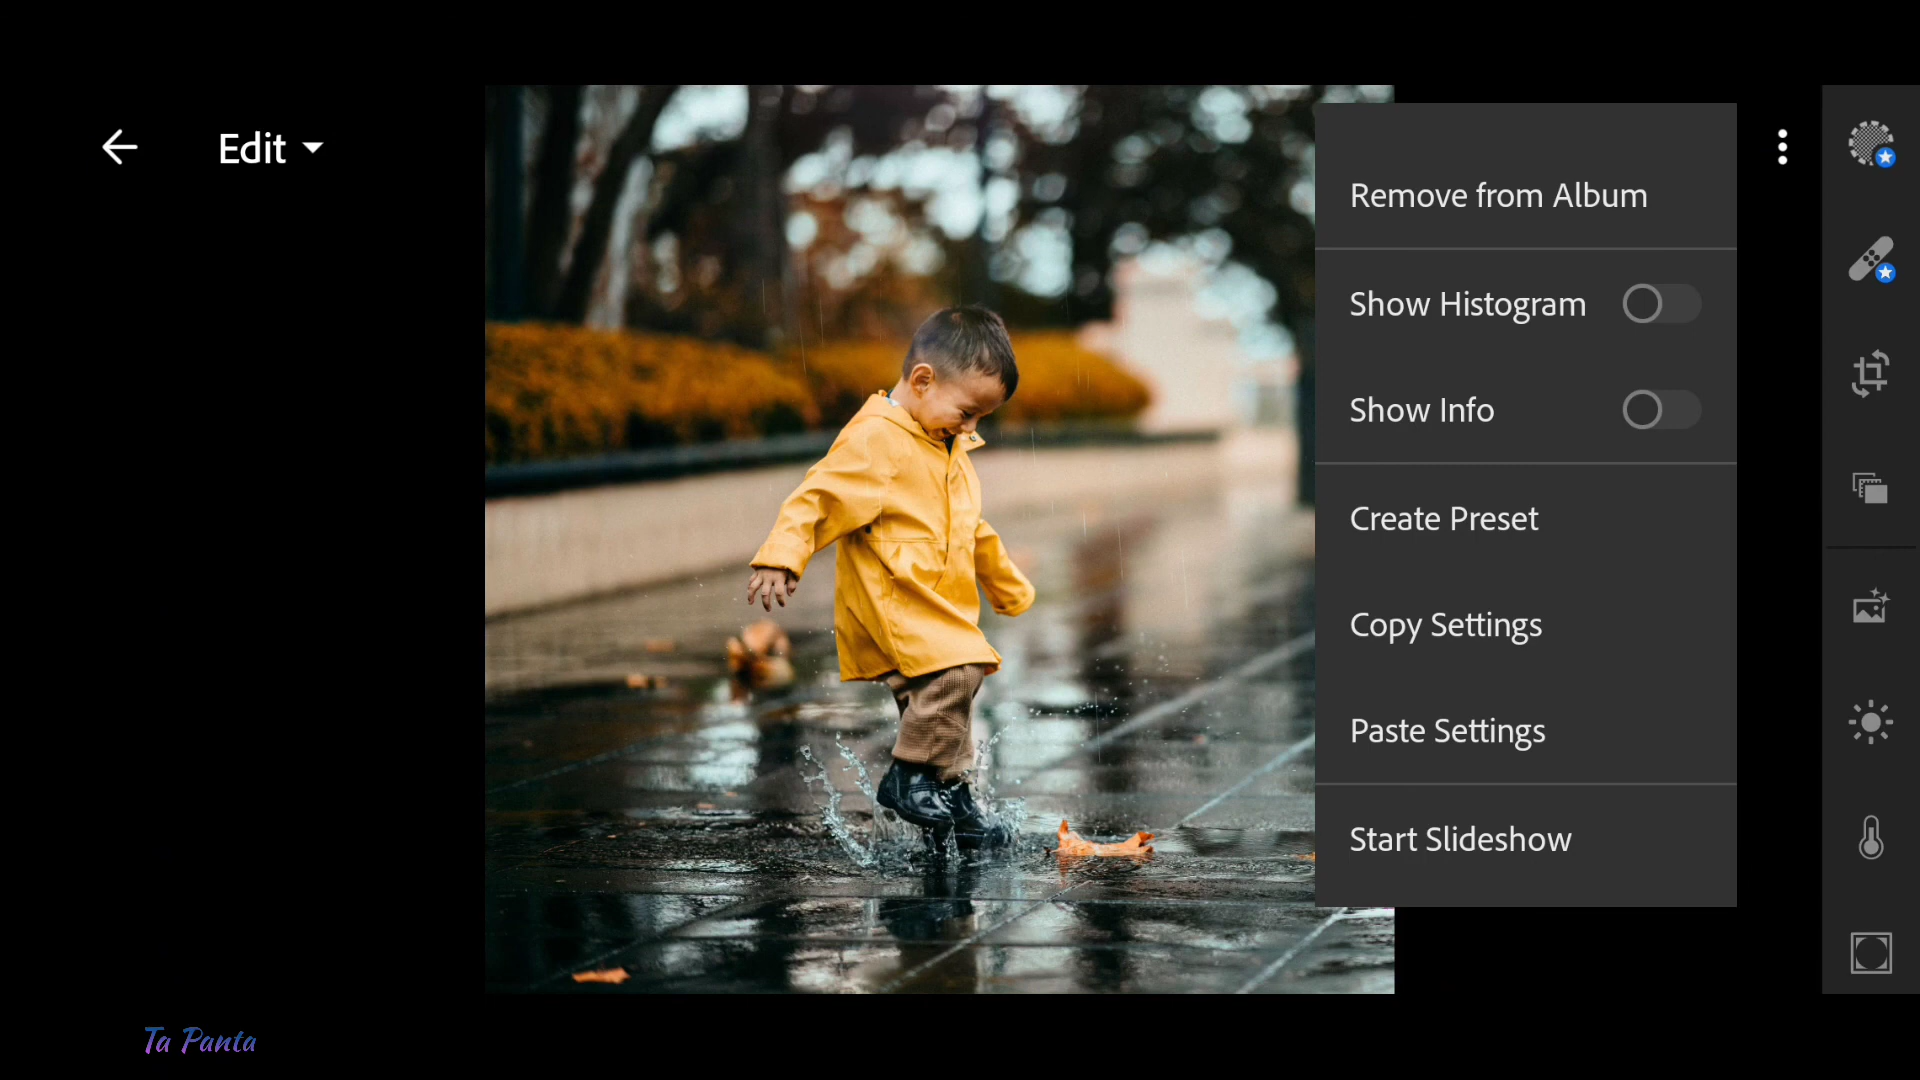 Edit
Remove from Album
Show Histogram
Show Info
Create Preset
Copy Settings
Paste Settings
Start Slideshow
Ta Panta